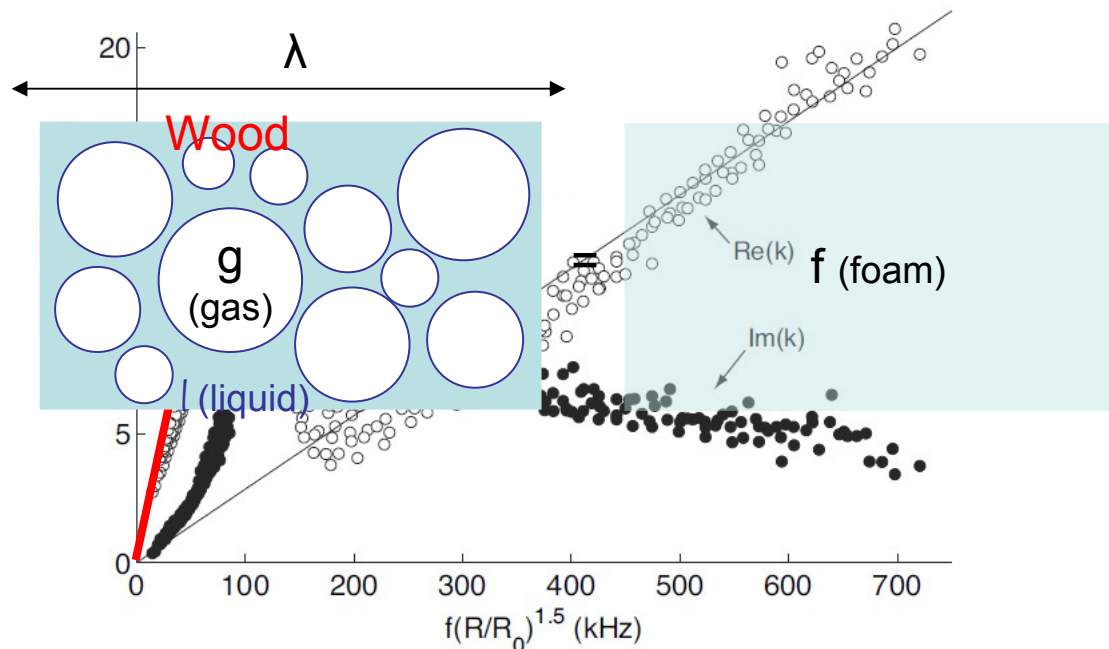 20
λ
Wood
g
(gas)
l (liquid)
=
f (foam)
Re(k)
Im(k)
5
0
0 100 200 300 400 500 600 700
f(R/R₀)¹·⁵ (kHz)